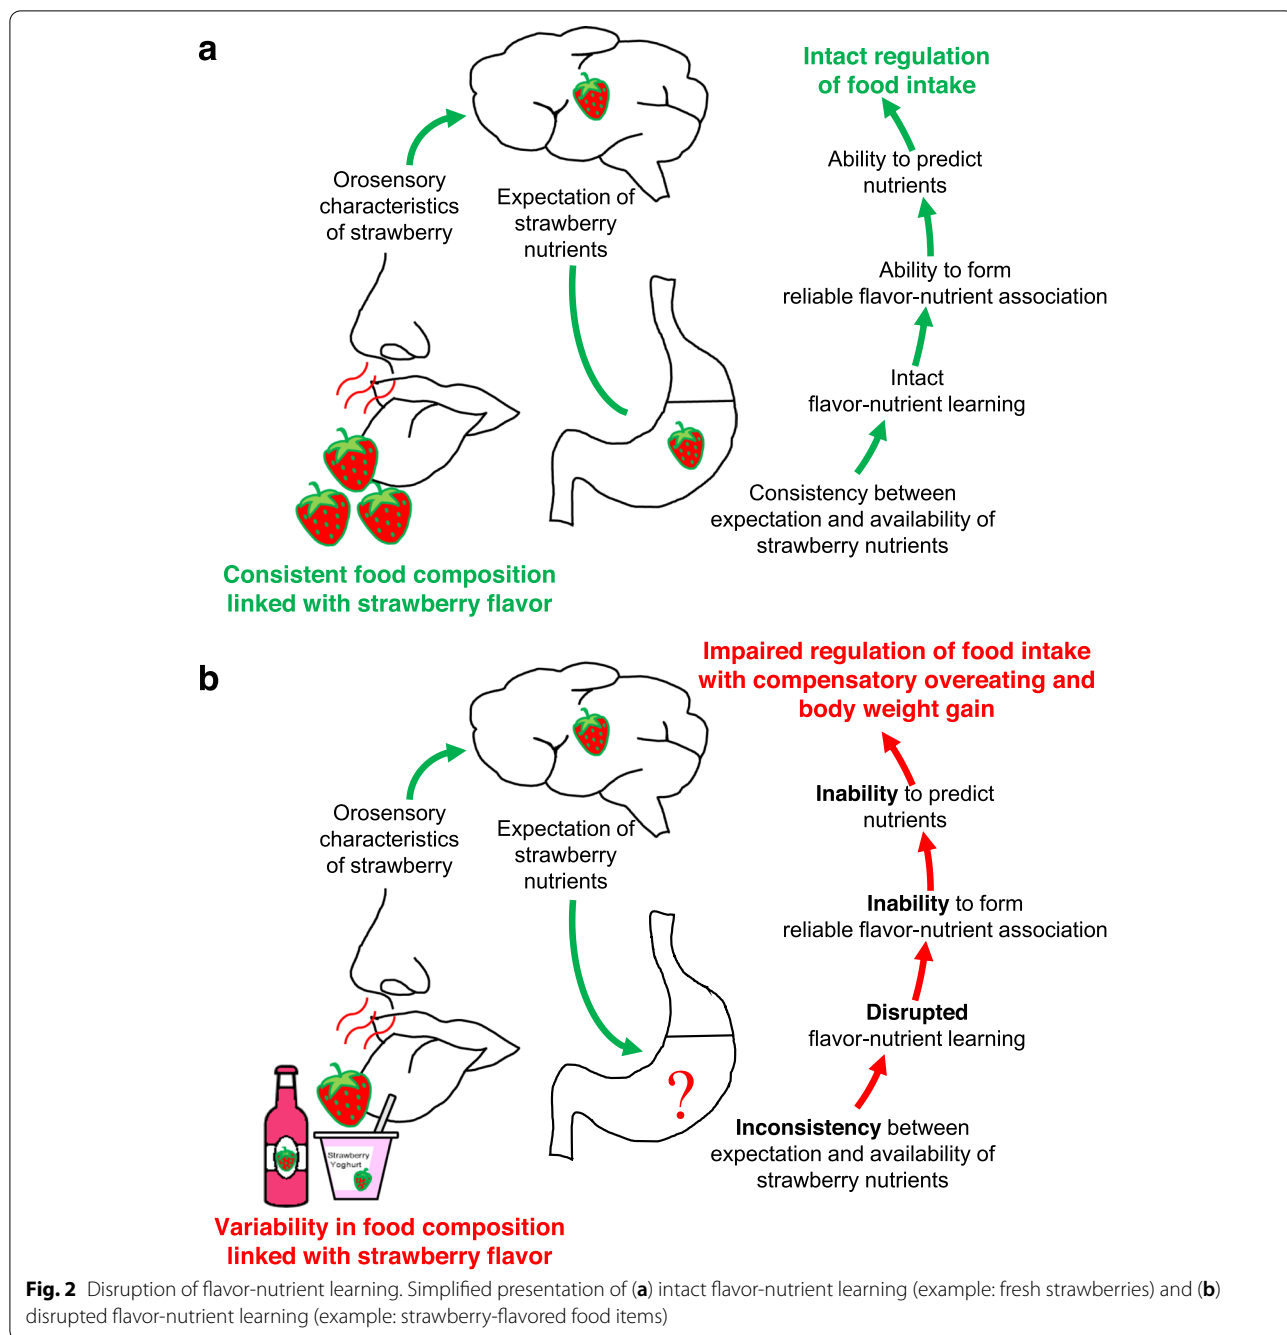 a
Orosensory
characteristics
of strawberry
Expectation of
strawberry
nutrients
Consistent food composition
linked with strawberry flavor
Intact regulation
of food intake
Ability to predict
nutrients
Ability to form
reliable flavor-nutrient association
Intact
flavor-nutrient learning
Consistency between
expectation and availability of
strawberry nutrients
b
Orosensory
characteristics
of strawberry
Expectation of
strawberry
nutrients
?
Strawberry
Yoghurt
Variability in food composition
linked with strawberry flavor
Impaired regulation of food intake
with compensatory overeating and
body weight gain
Inability to predict
nutrients
Inability to form
reliable flavor-nutrient association
Disrupted
flavor-nutrient learning
Inconsistency between
expectation and availability of
strawberry nutrients
Fig. 2 Disruption of flavor-nutrient learning. Simplified presentation of (a) intact flavor-nutrient learning (example: fresh strawberries) and (b)
disrupted flavor-nutrient learning (example: strawberry-flavored food items)